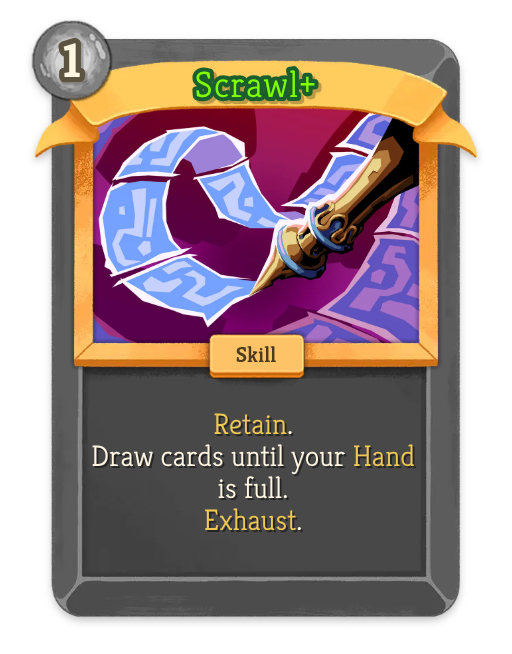 1
Scrawl+
Skill
Retain.
Draw cards until your Hand
is full.
Exhaust.